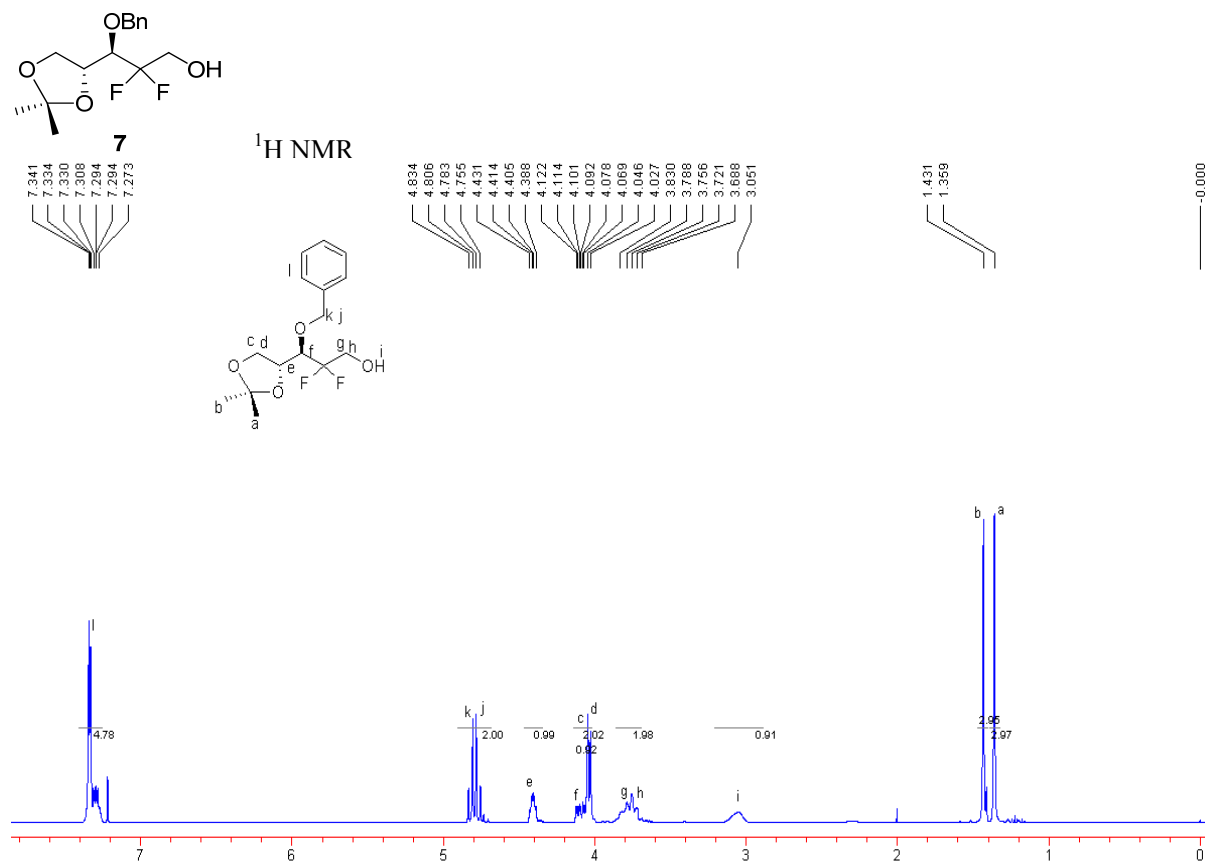 OBn
O
O
F F
OH
7
¹H NMR
7.341
7.334
7.330
7.308
7.294
7.294
7.273
4.834
4.806
4.783
4.755
4.431
4.414
4.405
4.388
4.122
4.114
4.101
4.092
4.078
4.069
4.046
4.027
3.830
3.788
3.756
3.721
3.688
3.051
1.431
1.359
-0.000
l
k j
O
c d
g
h i
f
O
e
F F
OH
O
b
a
b a
l
k j
c d
e
f
g h
i
4.78
2.00
0.99
2.02
0.92
1.98
0.91
2.95
2.97
7 6 5 4 3 2 1 0